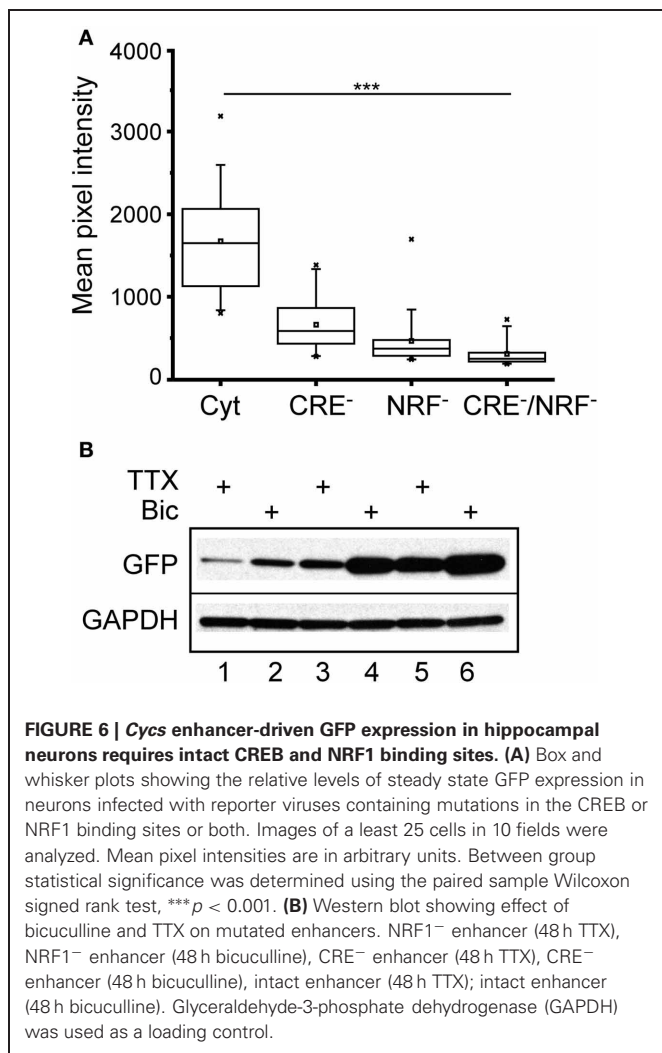 A
***
4000
3000
2000
1000
0
Mean pixel intensity
Cyt CRE⁻ NRF⁻ CRE⁻/NRF⁻
B
TTX + + +
Bic + + +
GFP
GAPDH
1 2 3 4 5 6
FIGURE 6 | Cycs enhancer-driven GFP expression in hippocampal
neurons requires intact CREB and NRF1 binding sites. (A) Box and
whisker plots showing the relative levels of steady state GFP expression in
neurons infected with reporter viruses containing mutations in the CREB or
NRF1 binding sites or both. Images of a least 25 cells in 10 fields were
analyzed. Mean pixel intensities are in arbitrary units. Between group
statistical significance was determined using the paired sample Wilcoxon
signed rank test, ***p < 0.001. (B) Western blot showing effect of
bicuculline and TTX on mutated enhancers. NRF1⁻ enhancer (48 h TTX),
NRF1⁻ enhancer (48 h bicuculline), CRE⁻ enhancer (48 h TTX), CRE⁻
enhancer (48 h bicuculline), intact enhancer (48 h TTX); intact enhancer
(48 h bicuculline). Glyceraldehyde-3-phosphate dehydrogenase (GAPDH)
was used as a loading control.